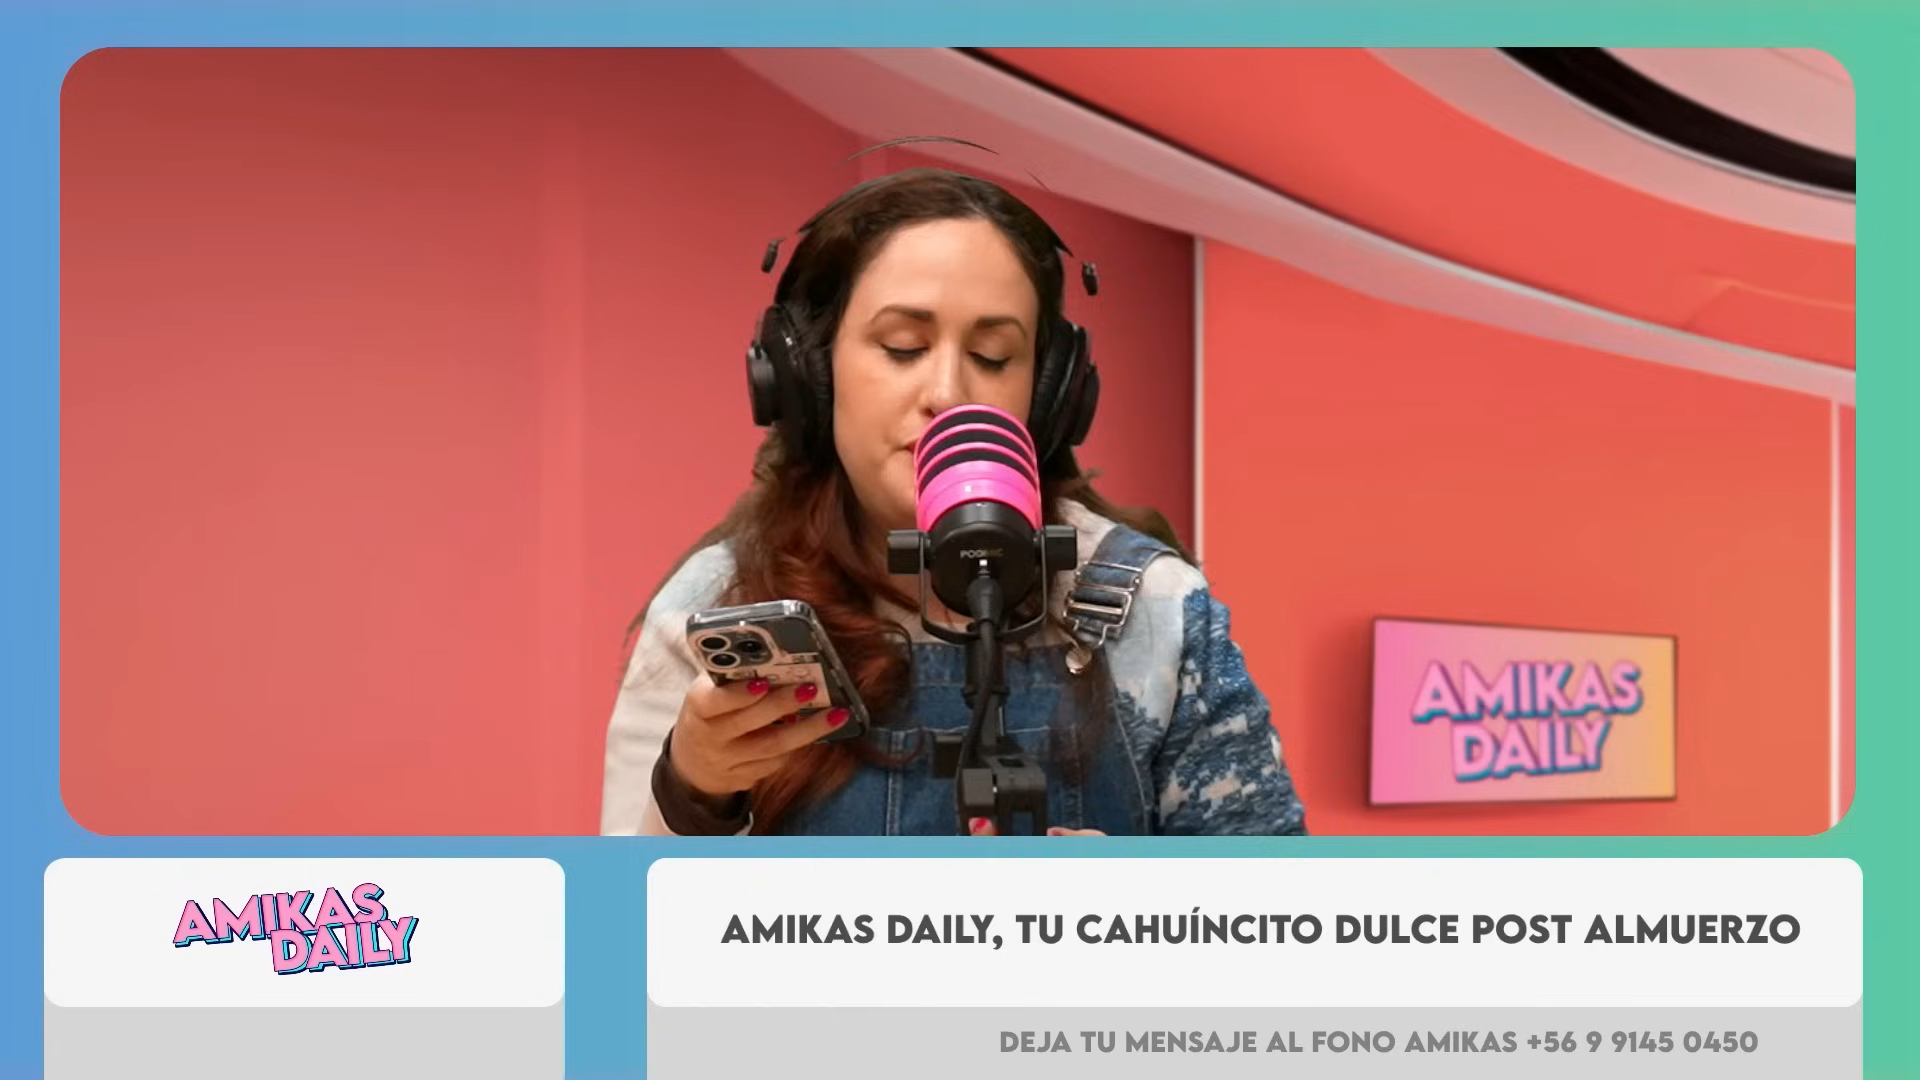 PODMIC
AMIKAS
DAILY
AMIKAS
DAILY
AMIKAS DAILY, TU CAHUÍNCITO DULCE POST ALMUERZO
DEJA TU MENSAJE AL FONO AMIKAS +56 9 9145 0450